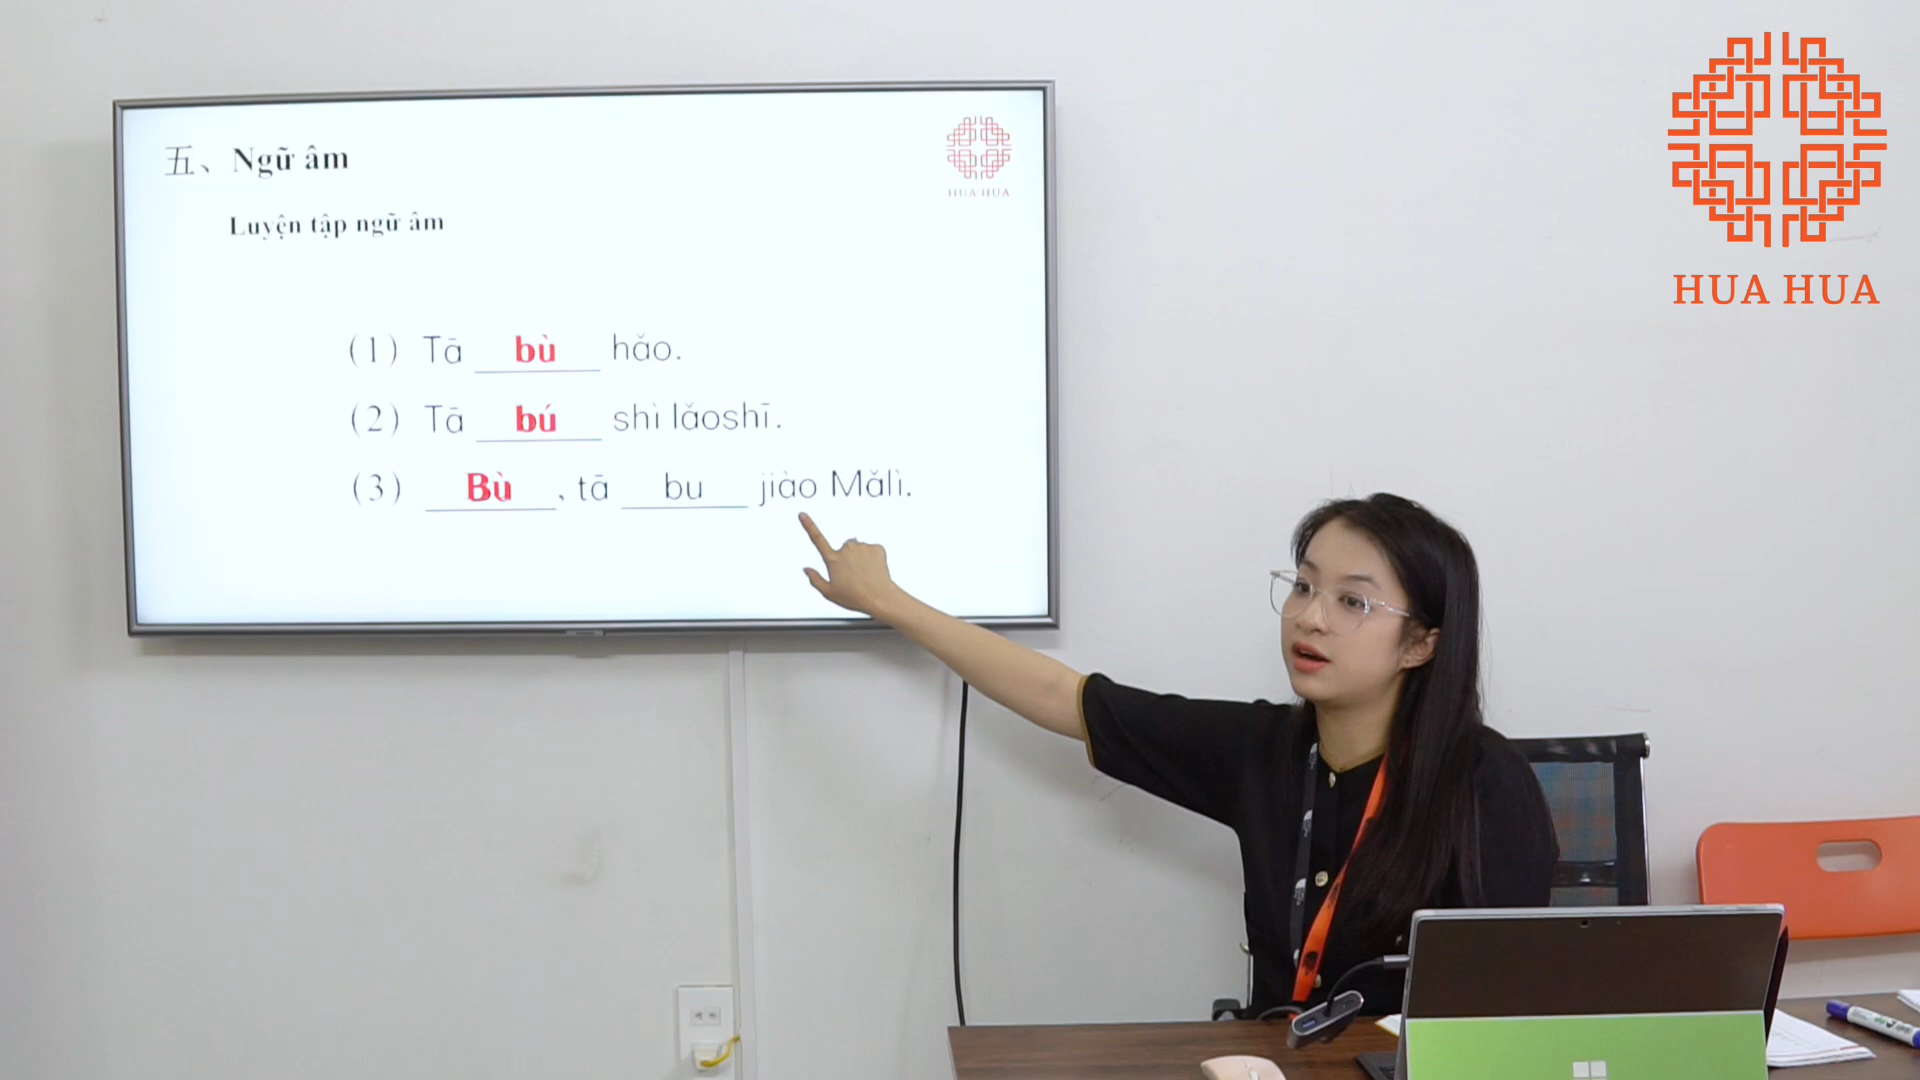 五、Ngữ âm
HUA HUA
Luyện tập ngữ âm
(1) Tā bù hǎo.
(2) Tā bú shì lǎoshī.
(3) Bù, tā bu jiào Mǎlì.
HUA HUA